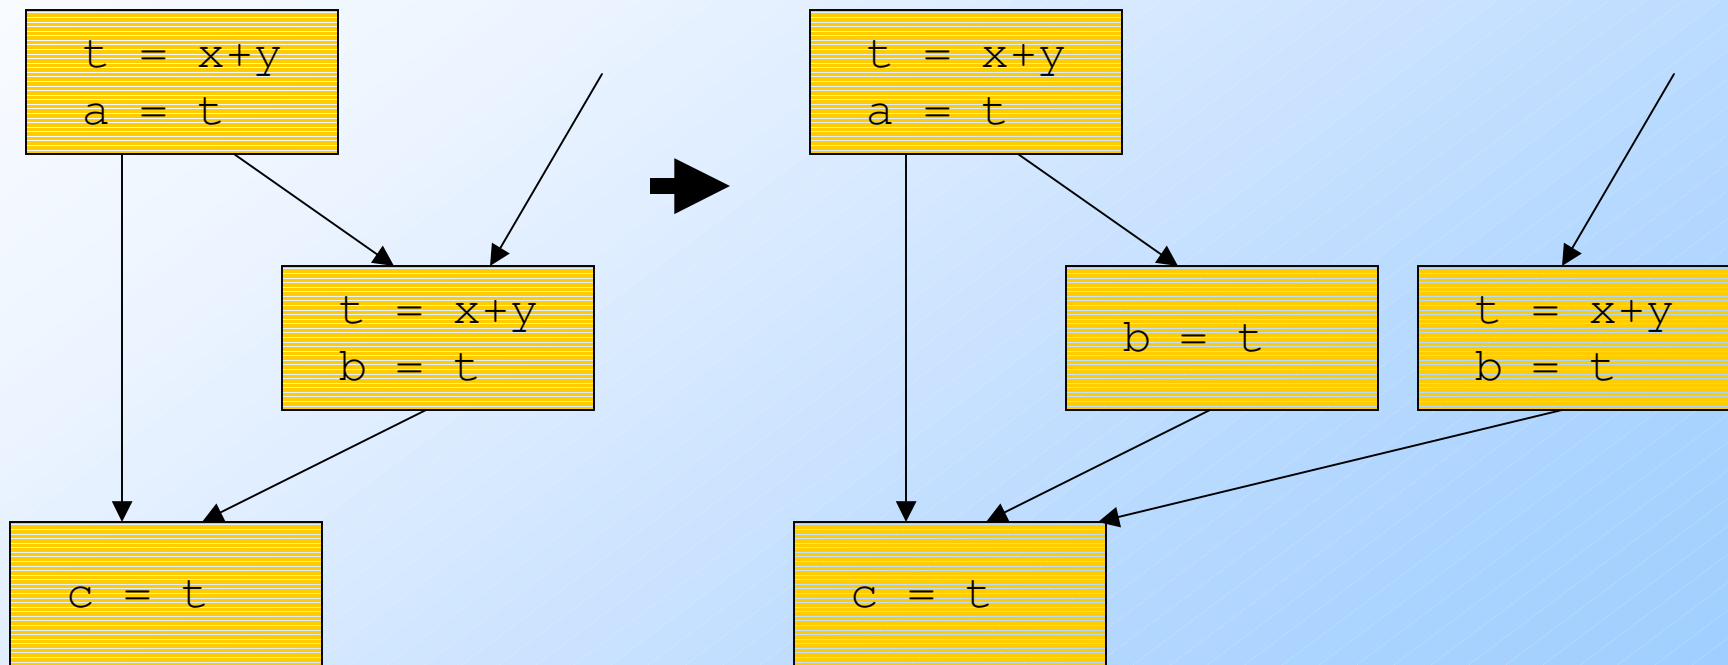 t = x+y
a = t
t = x+y
b = t
c = t
t = x+y
a = t
b = t
t = x+y
b = t
c = t